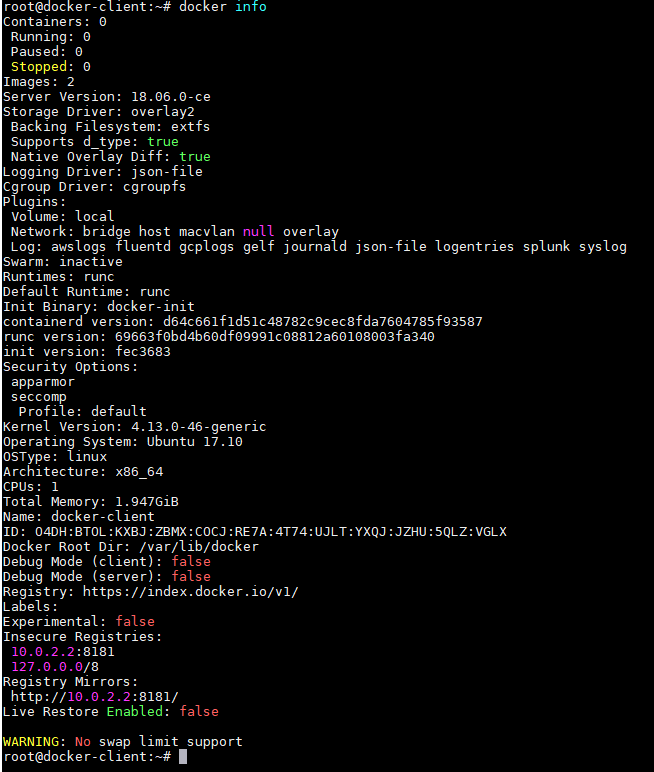 root@docker-client:~# docker info
Containers: 0
 Running: 0
 Paused: 0
 Stopped: 0
Images: 2
Server Version: 18.06.0-ce
Storage Driver: overlay2
 Backing Filesystem: extfs
 Supports d_type: true
 Native Overlay Diff: true
Logging Driver: json-file
Cgroup Driver: cgroupfs
Plugins:
 Volume: local
 Network: bridge host macvlan null overlay
 Log: awslogs fluentd gcplogs gelf journald json-file logentries splunk syslog
Swarm: inactive
Runtimes: runc
Default Runtime: runc
Init Binary: docker-init
containerd version: d64c661f1d51c48782c9cec8fda7604785f93587
runc version: 69663f0bd4b60df09991c08812a60108003fa340
init version: fec3683
Security Options:
 apparmor
 seccomp
  Profile: default
Kernel Version: 4.13.0-46-generic
Operating System: Ubuntu 17.10
OSType: linux
Architecture: x86_64
CPUs: 1
Total Memory: 1.947GiB
Name: docker-client
ID: O4DH:BTOL:KXBJ:ZBMX:COCJ:RE7A:4T74:UJLT:YXQJ:JZHU:5QLZ:VGLX
Docker Root Dir: /var/lib/docker
Debug Mode (client): false
Debug Mode (server): false
Registry: https://index.docker.io/v1/
Labels:
Experimental: false
Insecure Registries:
 10.0.2.2:8181
 127.0.0.0/8
Registry Mirrors:
 http://10.0.2.2:8181/
Live Restore Enabled: false

WARNING: No swap limit support
root@docker-client:~#